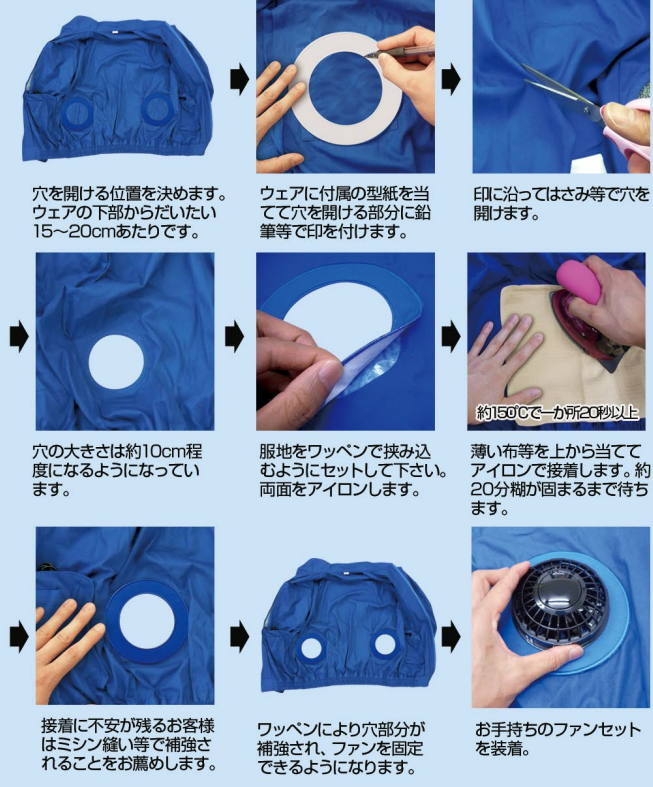 穴を開ける位置を決めます。
ウェアの下部からだいたい
15〜20cmあたりです。
ウェアに付属の型紙を当
てて穴を開ける部分に鉛
筆等で印を付けます。
印に沿ってはさみ等で穴を
開けます。
穴の大きさは約10cm程
度になるようになってい
ます。
服地をワッペンで挟み込
むようにセットして下さい。
両面をアイロンします。
約150℃で一か所20秒以上
薄い布等を上から当てて
アイロンで接着します。約
20分糊が固まるまで待ち
ます。
接着に不安が残るお客様
はミシン縫い等で補強さ
れることをお薦めします。
ワッペンにより穴部分が
補強され、ファンを固定
できるようになります。
お手持ちのファンセット
を装着。